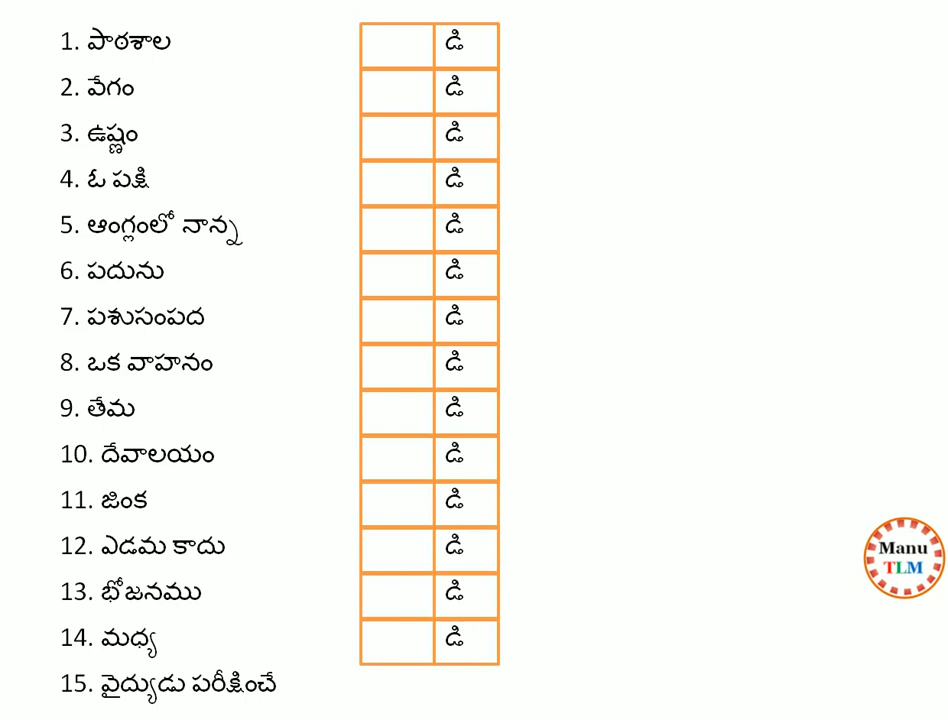 1. పాఠశాల డి
2. వేగం డి
3. ఉష్ణం డి
4. ఓ పక్షి డి
5. ఆంగ్లంలో నాన్న డి
6. పదును డి
7. పశుసంపద డి
8. ఒక వాహనం డి
9. తేమ డి
10. దేవాలయం డి
11. జింక డి
12. ఎడమ కాదు డి
13. భోజనము డి
14. మధ్య డి
15. వైద్యుడు పరీక్షించే
Manu
TLM